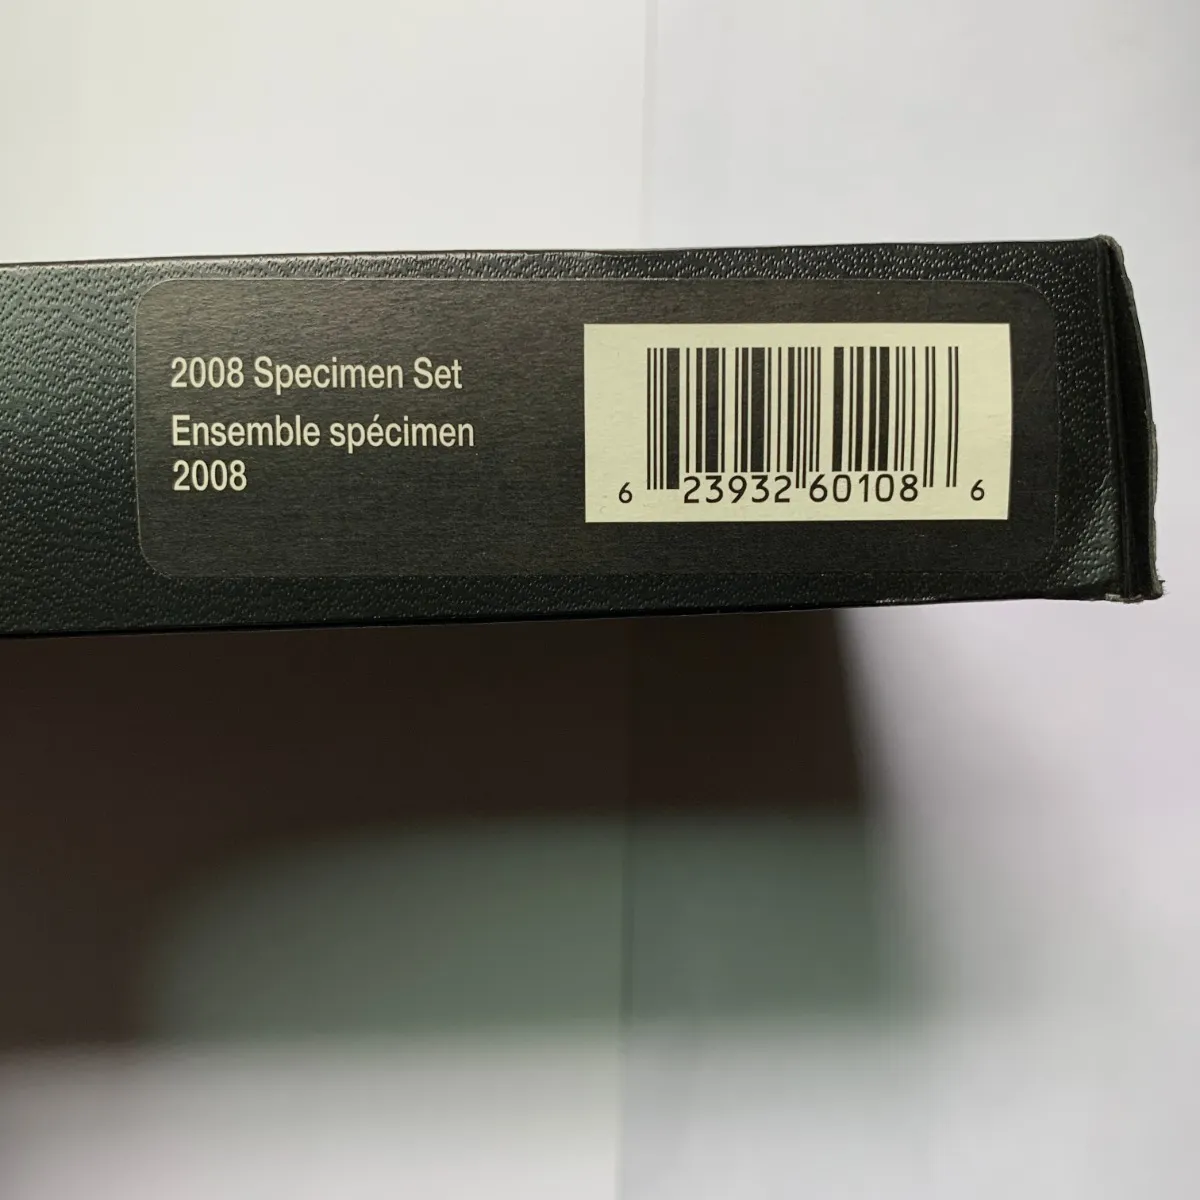 2008 Specimen Set
Ensemble spécimen
2008
6 23932 60108 6